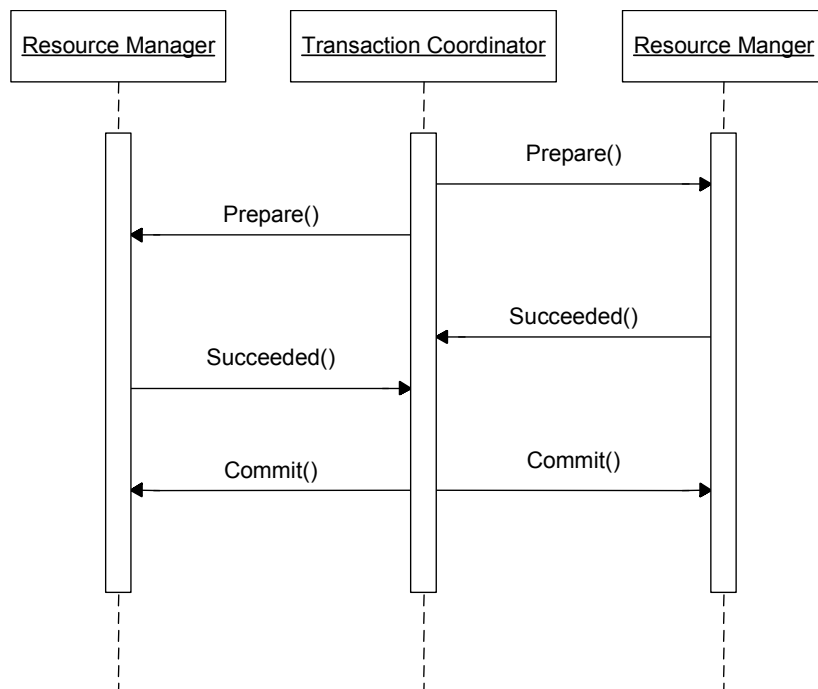 Resource Manager
Transaction Coordinator
Resource Manger
Prepare()
Prepare()
Succeeded()
Succeeded()
Commit()
Commit()